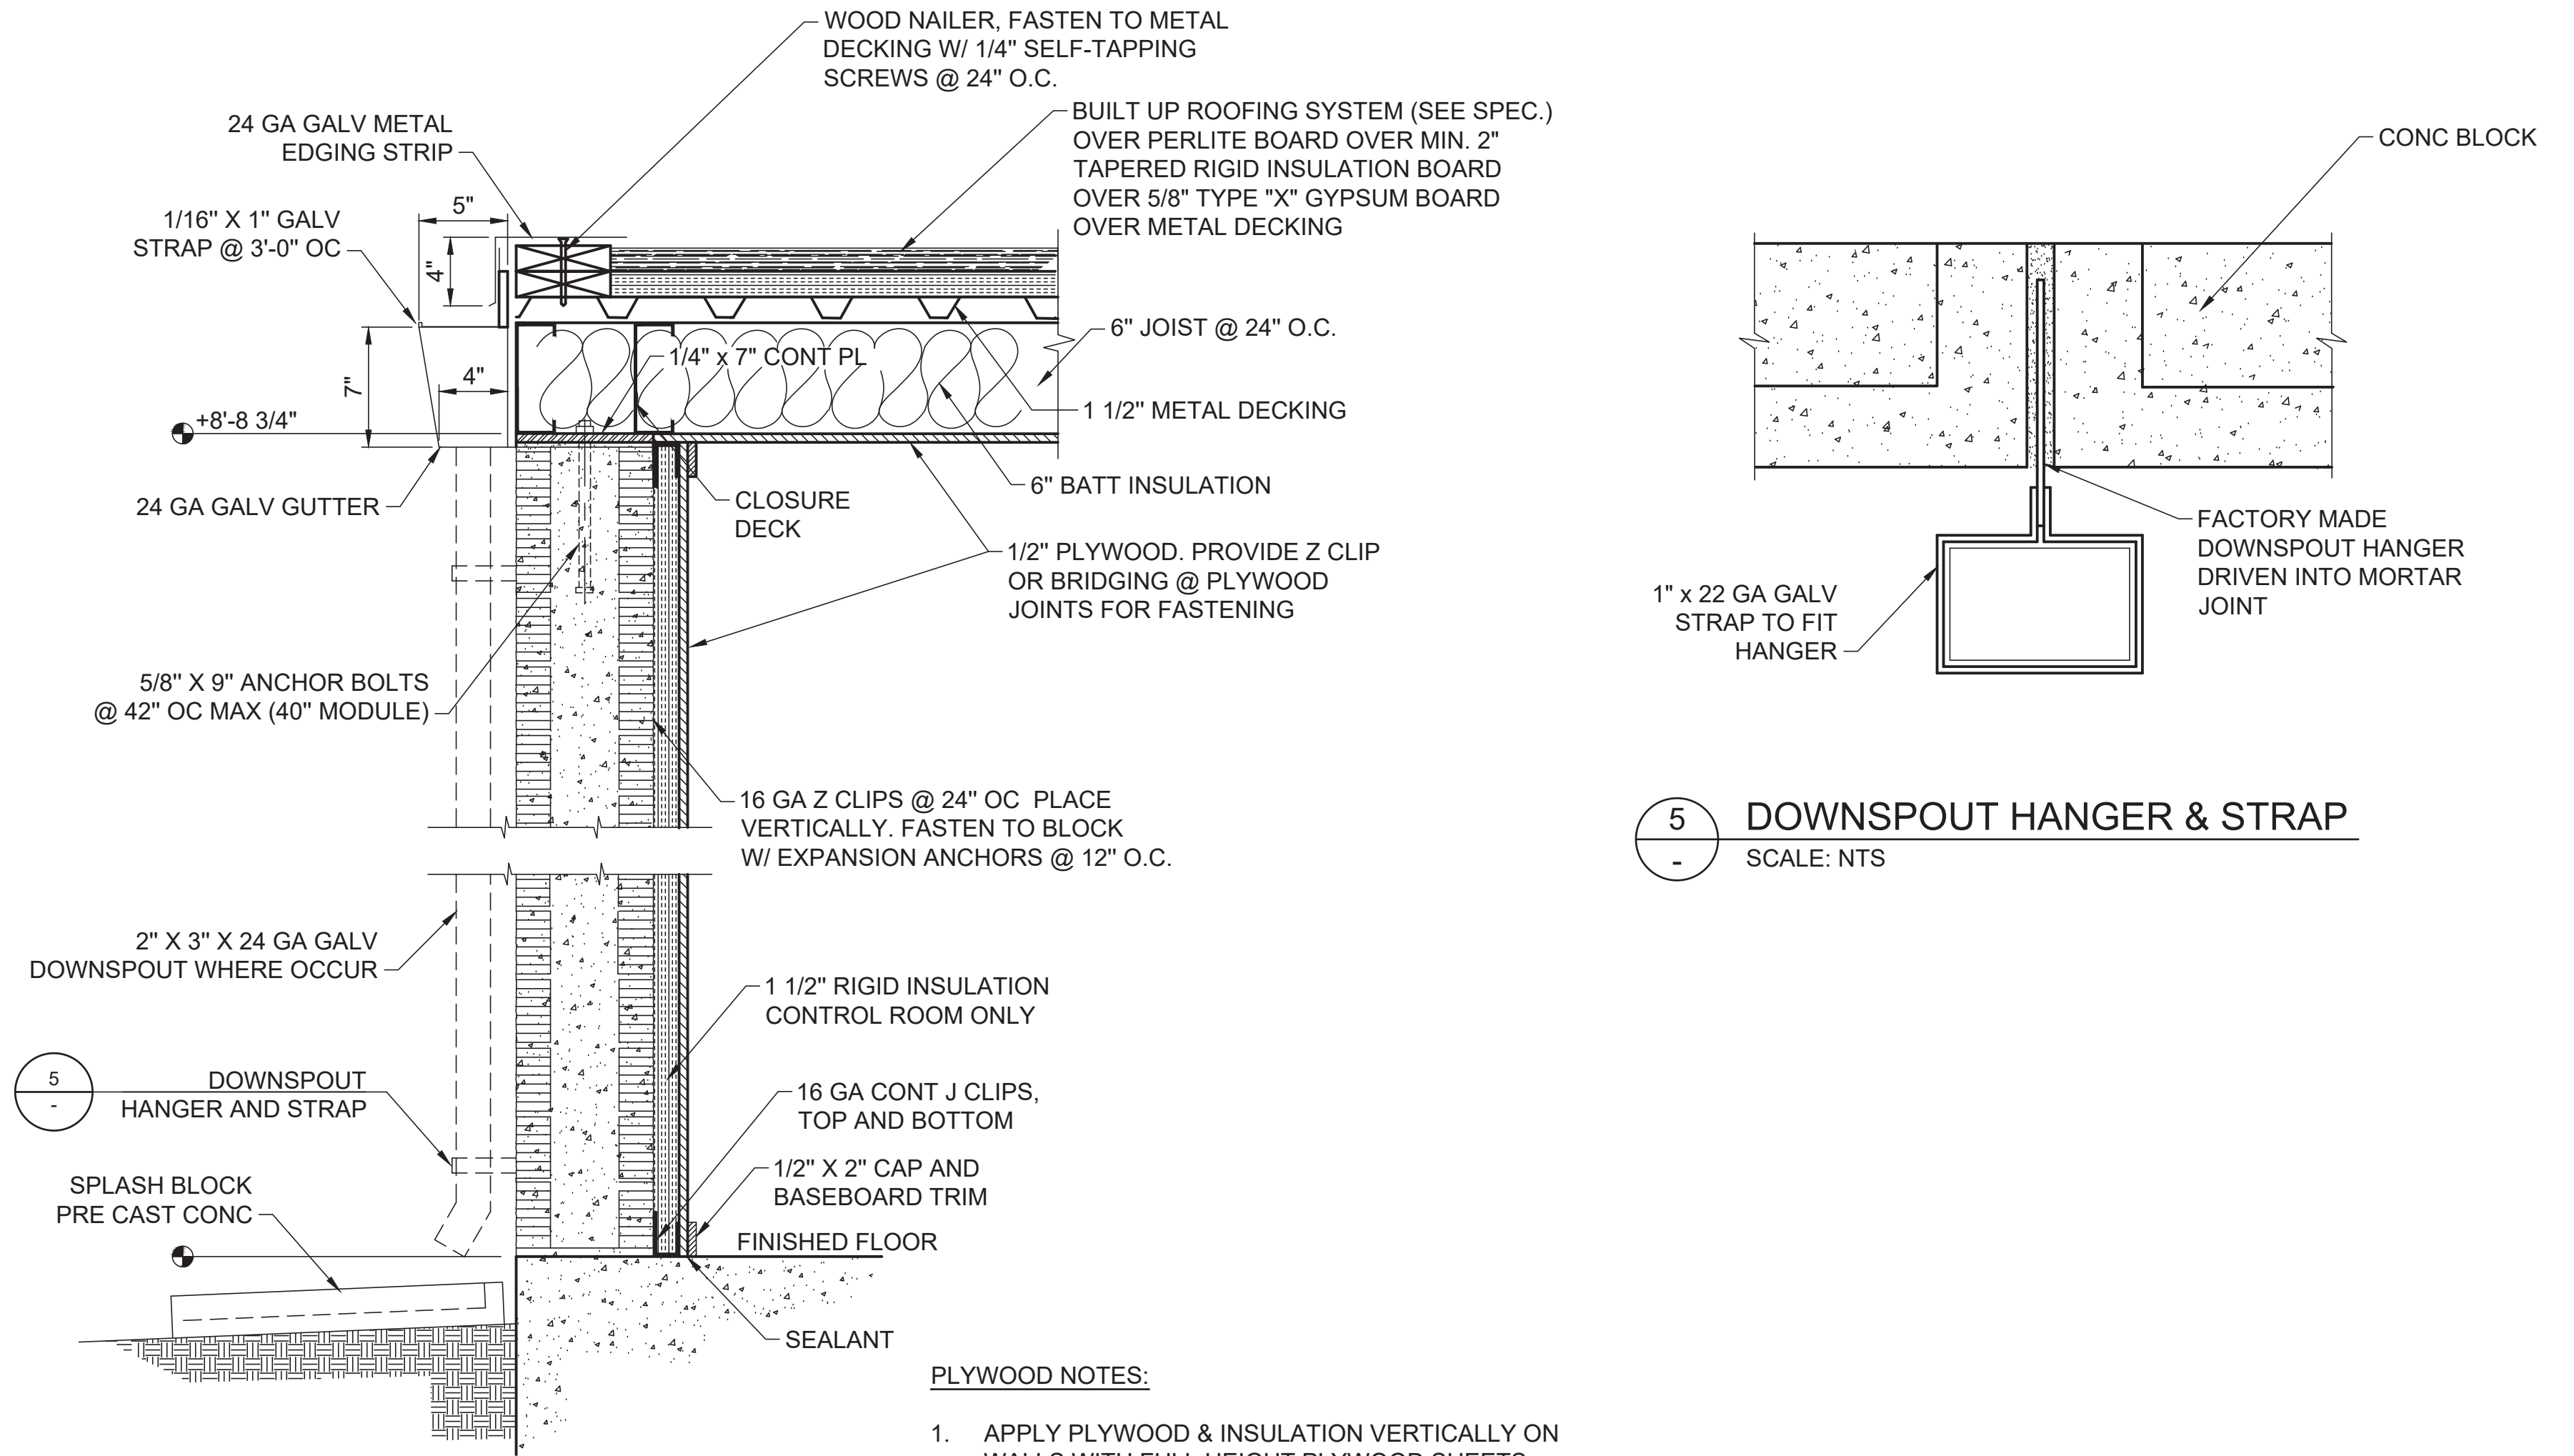 WOOD NAILER, FASTEN TO METAL
DECKING W/ 1/4" SELF-TAPPING
SCREWS @ 24" O.C.
24 GA GALV METAL
EDGING STRIP
BUILT UP ROOFING SYSTEM (SEE SPEC.)
OVER PERLITE BOARD OVER MIN. 2"
TAPERED RIGID INSULATION BOARD
OVER 5/8" TYPE "X" GYPSUM BOARD
OVER METAL DECKING
1/16" X 1" GALV
STRAP @ 3'-0" OC
5"
4"
7"
4"
6" JOIST @ 24" O.C.
1/4" x 7" CONT PL
1 1/2" METAL DECKING
+8'-8 3/4"
24 GA GALV GUTTER
CLOSURE
DECK
6" BATT INSULATION
1/2" PLYWOOD. PROVIDE Z CLIP
OR BRIDGING @ PLYWOOD
JOINTS FOR FASTENING
5/8" X 9" ANCHOR BOLTS
@ 42" OC MAX (40" MODULE)
16 GA Z CLIPS @ 24" OC PLACE
VERTICALLY. FASTEN TO BLOCK
W/ EXPANSION ANCHORS @ 12" O.C.
2" X 3" X 24 GA GALV
DOWNSPOUT WHERE OCCUR
1 1/2" RIGID INSULATION
CONTROL ROOM ONLY
5
-
DOWNSPOUT
HANGER AND STRAP
16 GA CONT J CLIPS,
TOP AND BOTTOM
1/2" X 2" CAP AND
BASEBOARD TRIM
SPLASH BLOCK
PRE CAST CONC
FINISHED FLOOR
SEALANT
PLYWOOD NOTES:
1. APPLY PLYWOOD & INSULATION VERTICALLY ON
WALLS WITH FULL HEIGHT PLYWOOD SHEETS
CONC BLOCK
FACTORY MADE
DOWNSPOUT HANGER
DRIVEN INTO MORTAR
JOINT
1" x 22 GA GALV
STRAP TO FIT
HANGER
5
-
DOWNSPOUT HANGER & STRAP
SCALE: NTS